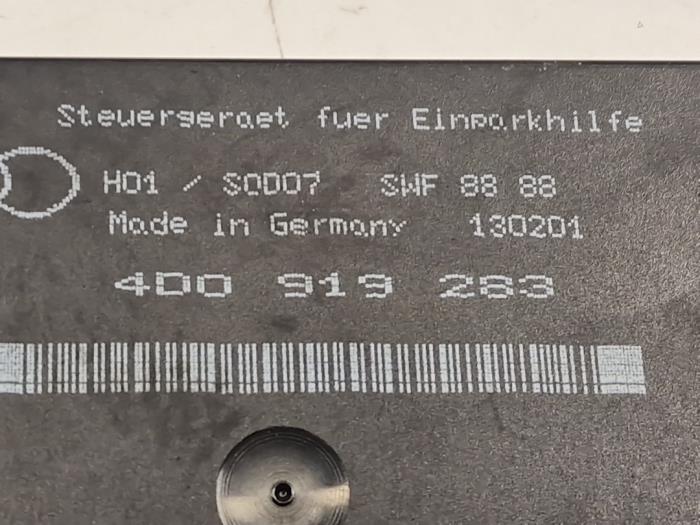 Steuergeraet fuer Einparkhilfe
H01 / S0D07 SWF 88 88
Made in Germany 130201
4D0 919 283